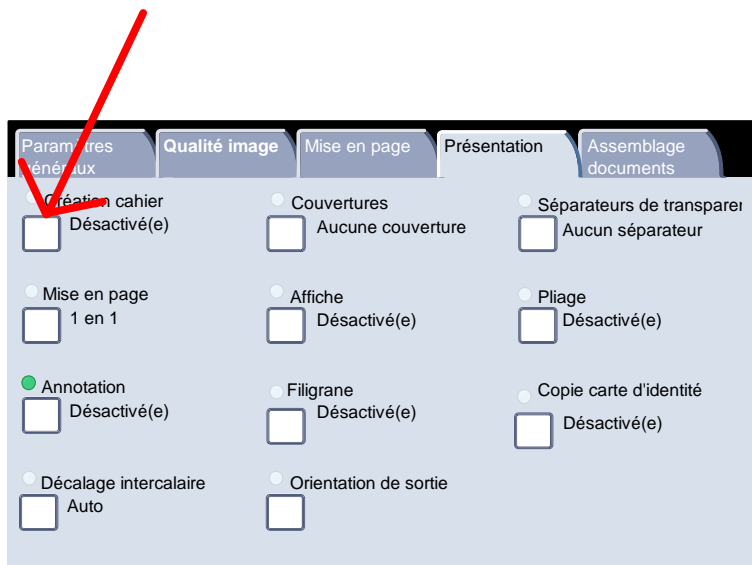 Paramètres
généraux
Qualité image
Mise en page
Présentation
Assemblage
documents
Création cahier
Désactivé(e)
Couvertures
Aucune couverture
Séparateurs de transparen
Aucun séparateur
Mise en page
1 en 1
Affiche
Désactivé(e)
Pliage
Désactivé(e)
Annotation
Désactivé(e)
Filigrane
Désactivé(e)
Copie carte d'identité
Désactivé(e)
Décalage intercalaire
Auto
Orientation de sortie